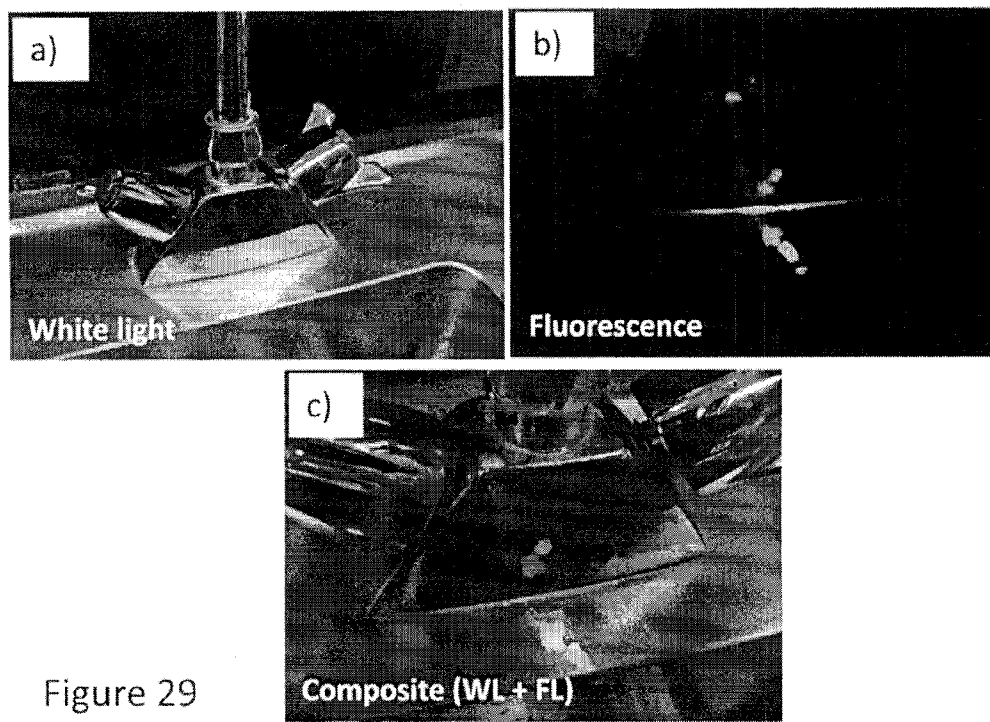 a)
White light
b)
Fluorescence
c)
Composite (WL + FL)
Figure 29